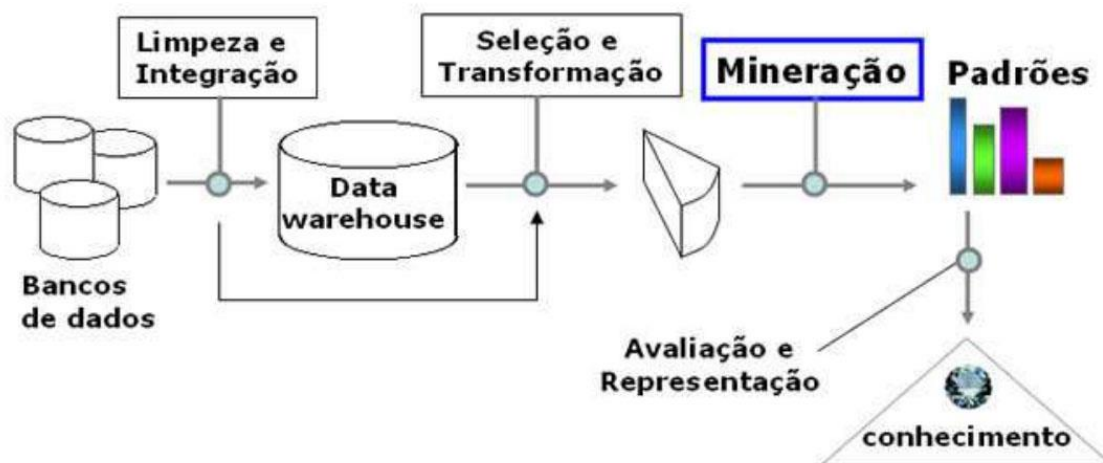 Limpeza e
Integração
Seleção e
Transformação
Mineração
Padrões
Data
warehouse
Bancos
de dados
Avaliação e
Representação
conhecimento